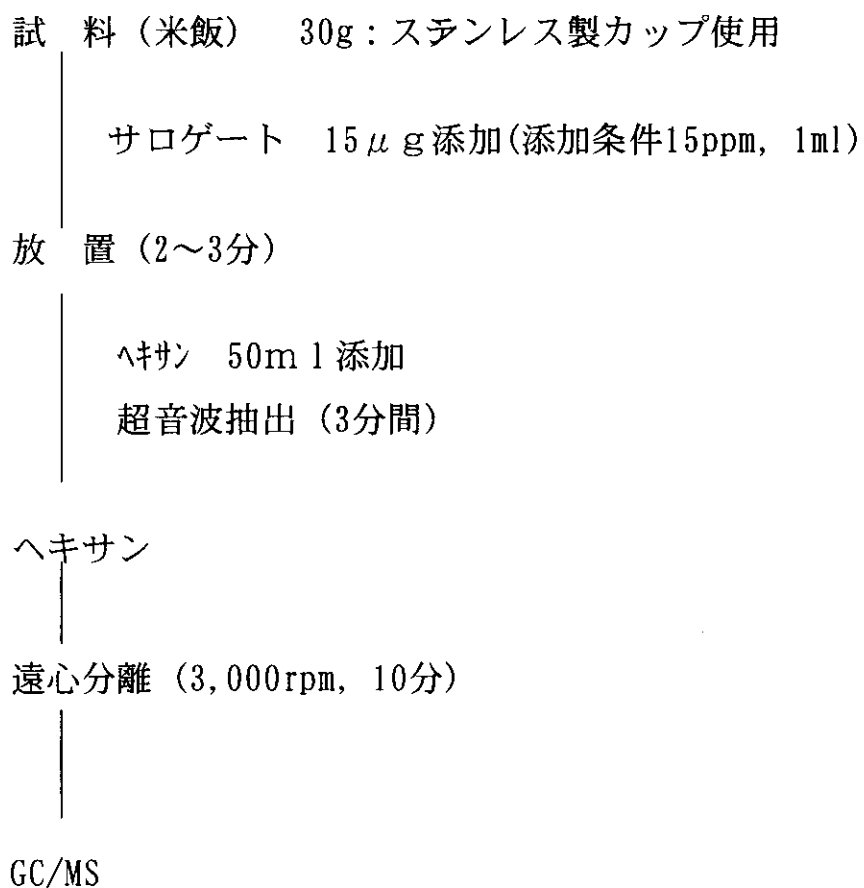 試　料（米飯）　30g：ステンレス製カップ使用
サロゲート　15μｇ添加(添加条件15ppm, 1ml)
放　置（2～3分）
ﾍｷｻﾝ　50ｍｌ添加
超音波抽出（3分間）
ヘキサン
遠心分離（3,000rpm, 10分）
GC/MS